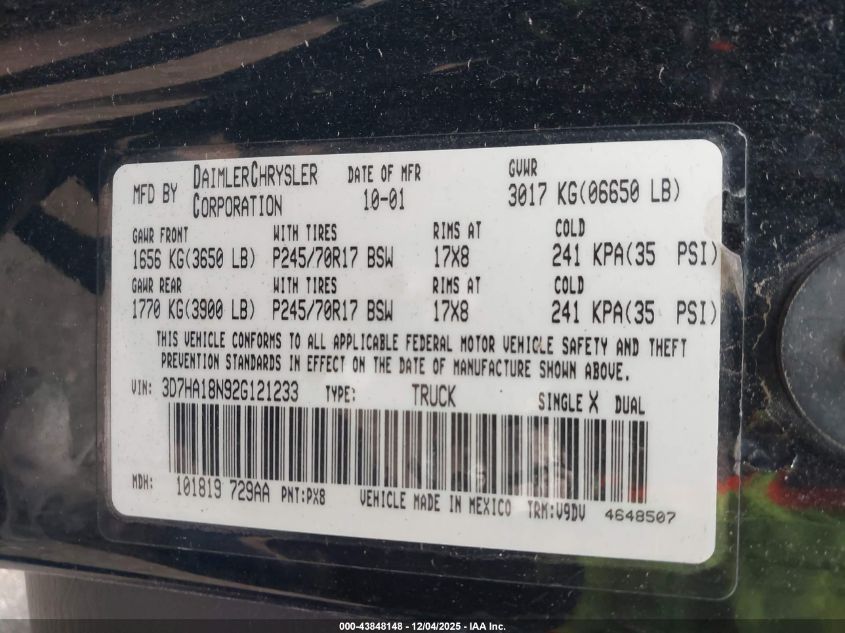 MFD BY DAIMLERCHRYSLER CORPORATION DATE OF MFR 10-01 GVWR 3017 KG(06650 LB)
GAWR FRONT WITH TIRES RIMS AT COLD
1656 KG(3650 LB) P245/70R17 BSW 17X8 241 KPA(35 PSI)
GAWR REAR WITH TIRES RIMS AT COLD
1770 KG(3900 LB) P245/70R17 BSW 17X8 241 KPA(35 PSI)
THIS VEHICLE CONFORMS TO ALL APPLICABLE FEDERAL MOTOR VEHICLE SAFETY AND THEFT
PREVENTION STANDARDS IN EFFECT ON THE DATE OF MANUFACTURE SHOWN ABOVE.
VIN: 3D7HA18N92G121233 TYPE: TRUCK SINGLE X DUAL
MDH: 101819 729AA PNT:PX8 VEHICLE MADE IN MEXICO TRM:V9DV 4648507
000-43848148 - 12/04/2025 - IAA Inc.